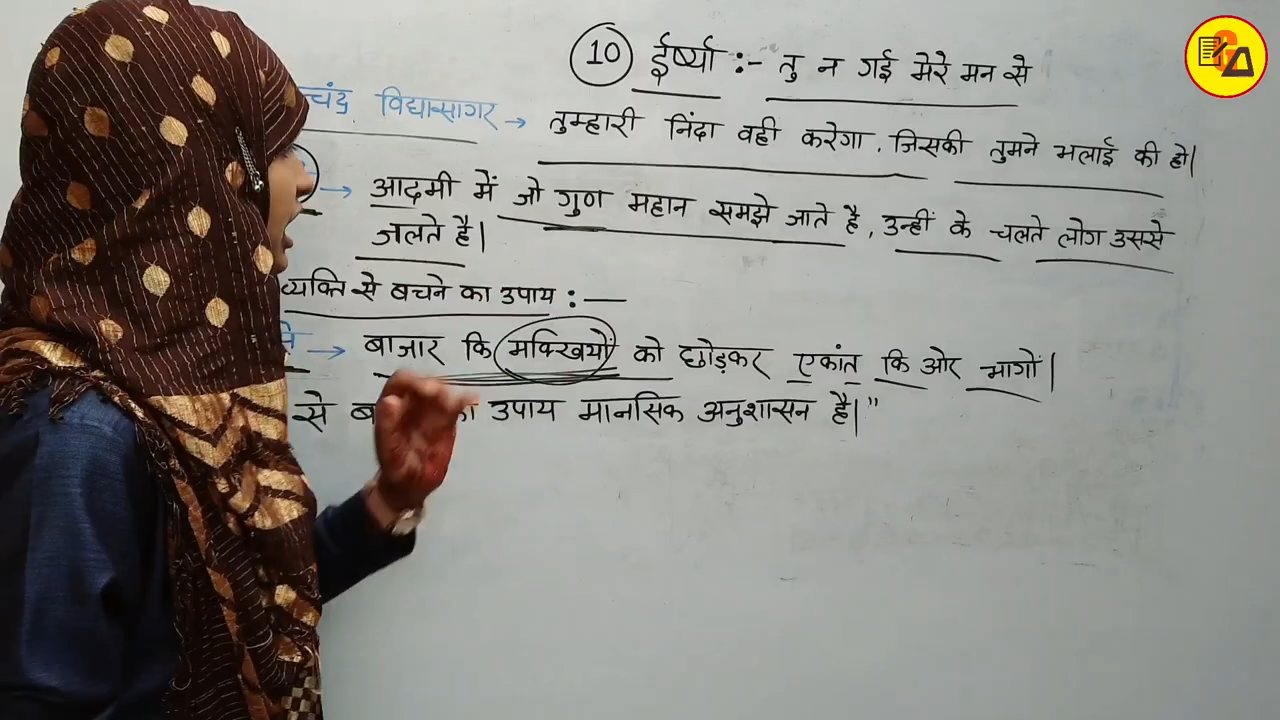 10 ईर्ष्या :- तु न गई मेरे मन से
चंद्र विद्यासागर → तुम्हारी निंदा वही करेगा, जिसकी तुमने भलाई की हो।
→ आदमी में जो गुण महान समझे जाते है, उन्हीं के चलते लोग उससे
जलते है।
व्यक्ति से बचने का उपाय :—
→ बाजार कि मक्खियों को छोड़कर एकांत कि ओर भागों।
से उपाय मानसिक अनुशासन है।”